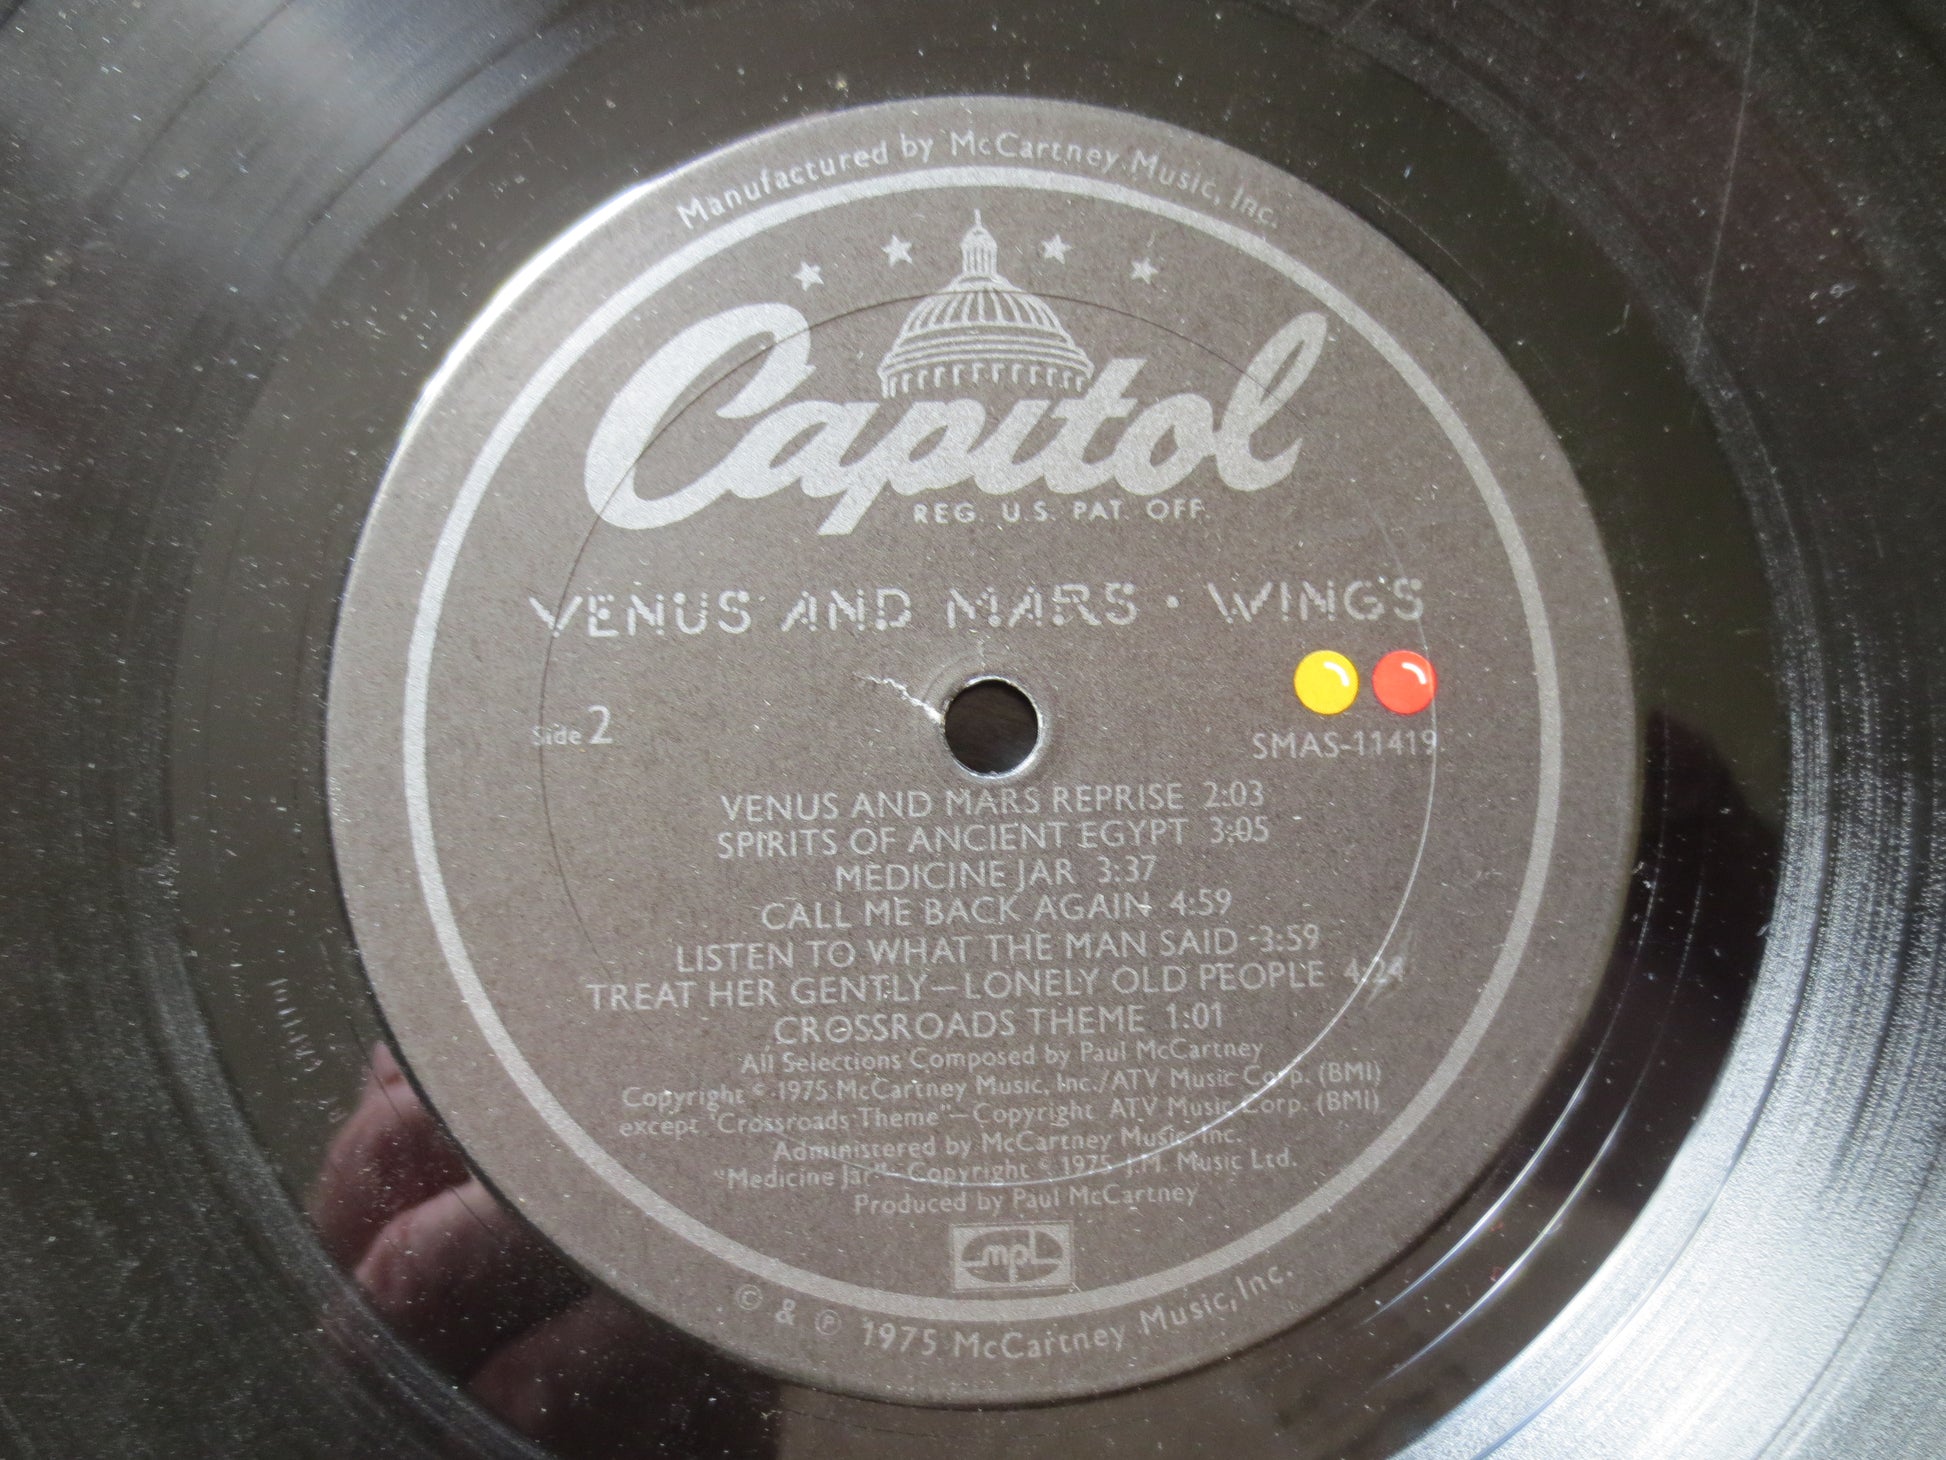 Manufactured by McCartney Music, Inc.
Capitol
REG. U.S. PAT. OFF.
VENUS AND MARS · WINGS
Side 2
SMAS-11419
VENUS AND MARS REPRISE 2:03
SPIRITS OF ANCIENT EGYPT 3:05
MEDICINE JAR 3:37
CALL ME BACK AGAIN 4:59
LISTEN TO WHAT THE MAN SAID 3:59
TREAT HER GENTLY—LONELY OLD PEOPLE 4:24
CROSSROADS THEME 1:01
All Selections Composed by Paul McCartney
Copyright © 1975 McCartney Music, Inc./ATV Music Corp. (BMI)
except "Crossroads Theme"—Copyright ATV Music Corp. (BMI)
Administered by McCartney Music, Inc.
"Medicine Jar"—Copyright © 1975 J.M. Music Ltd.
Produced by Paul McCartney
mpl
© & ℗ 1975 McCartney Music, Inc.